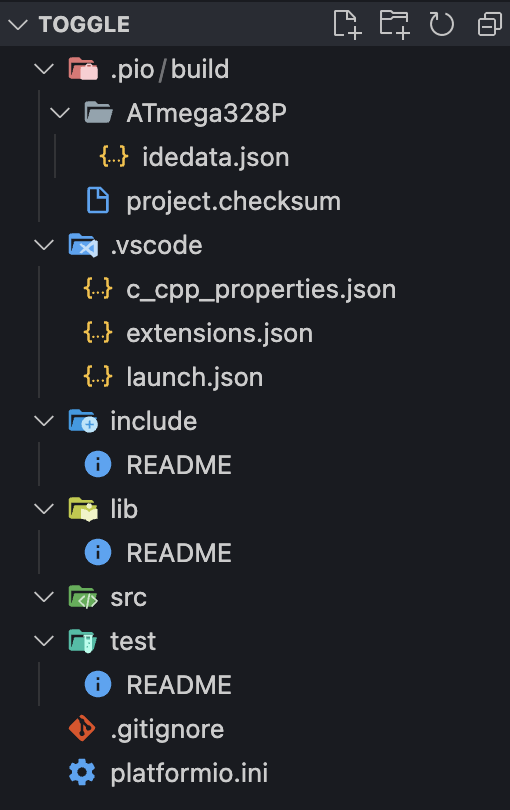 TOGGLE
.pio/build
ATmega328P
{...} idedata.json
project.checksum
.vscode
{...} c_cpp_properties.json
{...} extensions.json
{...} launch.json
include
README
lib
README
src
test
README
.gitignore
platformio.ini